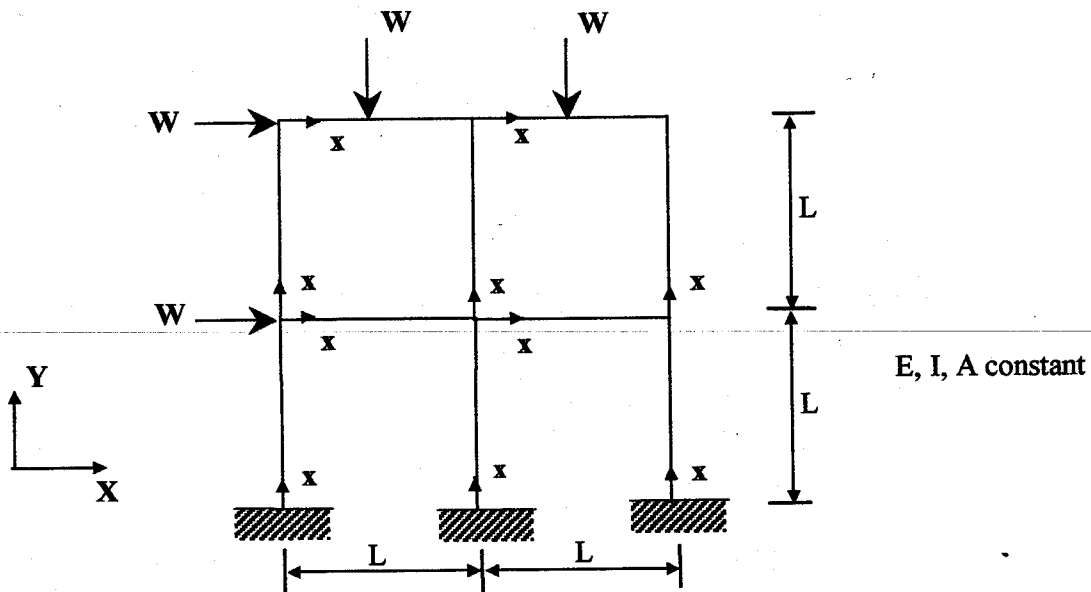 W W
W
x x
L
x x x
W
x x
E, I, A constant
Y
L
x x x
X
L L